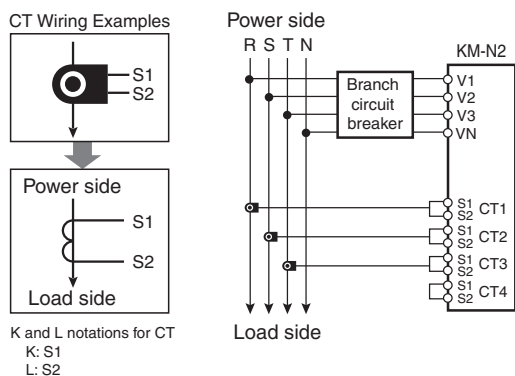 CT Wiring Examples
S1
S2
Power side
S1
S2
Load side
K and L notations for CT
K: S1
L: S2
Power side
R S T N
KM-N2
Branch
circuit
breaker
V1
V2
V3
VN
S1
S2
CT1
S1
S2
CT2
S1
S2
CT3
S1
S2
CT4
Load side